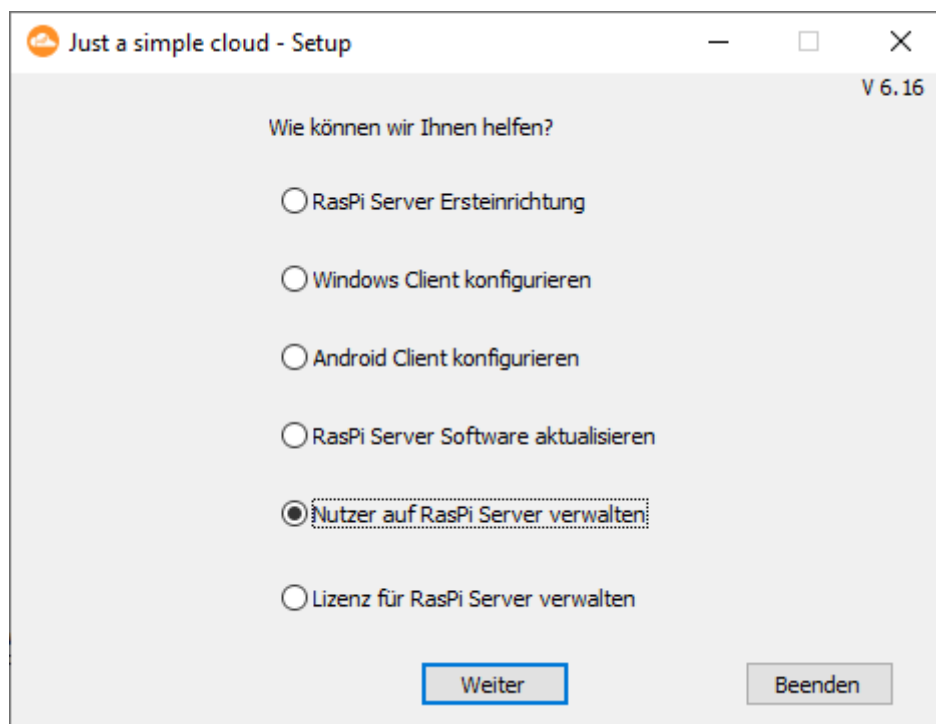 Just a simple cloud - Setup
V 6.16
Wie können wir Ihnen helfen?
RasPi Server Ersteinrichtung
Windows Client konfigurieren
Android Client konfigurieren
RasPi Server Software aktualisieren
Nutzer auf RasPi Server verwalten
Lizenz für RasPi Server verwalten
Weiter
Beenden